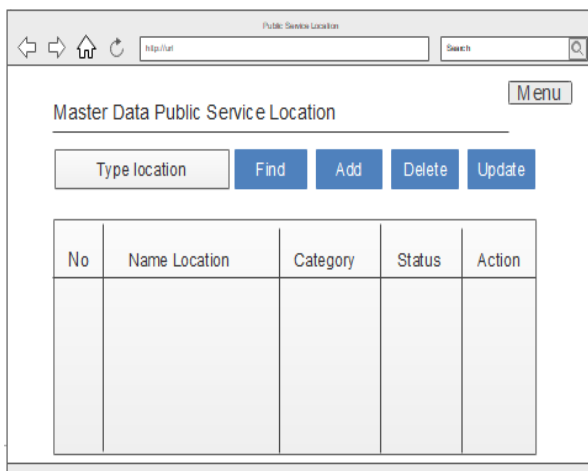 Public Service Location
http://url
Search
Menu
Master Data Public Service Location
Type location Find Add Delete Update
No Name Location Category Status Action